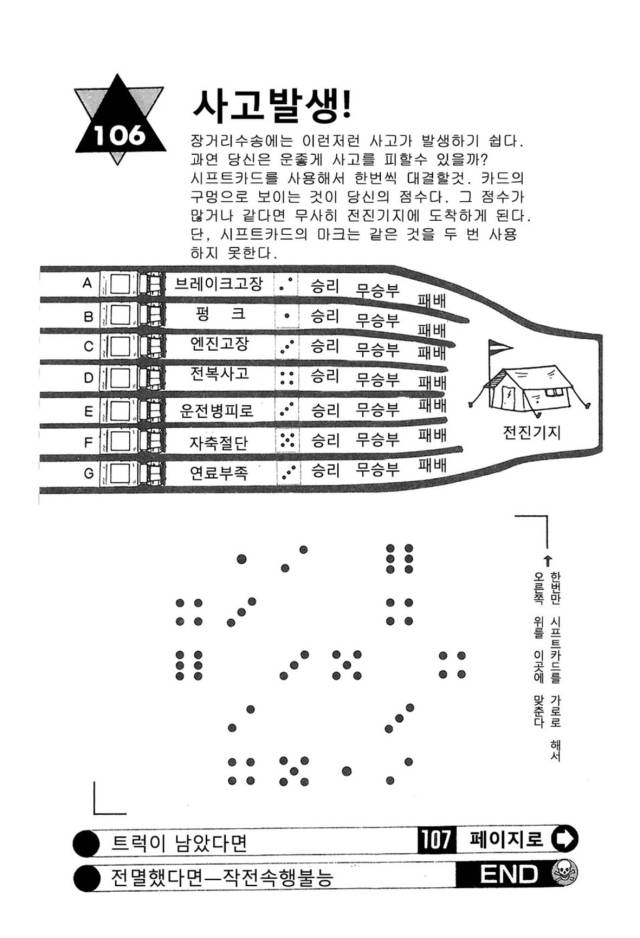 106
사고발생!
장거리수송에는 이런저런 사고가 발생하기 쉽다.
과연 당신은 운좋게 사고를 피할수 있을까?
시프트카드를 사용해서 한번씩 대결할것. 카드의
구멍으로 보이는 것이 당신의 점수다. 그 점수가
많거나 같다면 무사히 전진기지에 도착하게 된다.
단, 시프트카드의 마크는 같은 것을 두 번 사용
하지 못한다.
A 브레이크고장 승리 무승부 패배
B 펑 크 승리 무승부 패배
C 엔진고장 승리 무승부 패배
D 전복사고 승리 무승부 패배
E 운전병피로 승리 무승부 패배
F 차축절단 승리 무승부 패배
G 연료부족 승리 무승부 패배
전진기지
↑한번만 시프트카드를 가로로 해서
오른쪽 위를 이곳에 맞춘다
트럭이 남았다면 107 페이지로
전멸했다면—작전속행불능 END